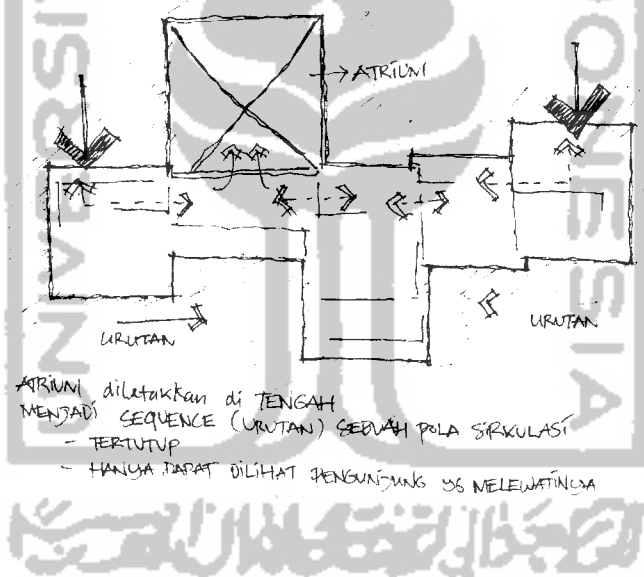 ATRIUM
URUTAN
URUTAN
ATRIUM diletakkan di TENGAH
MENJADI SEQUENCE (URUTAN) SEBUAH POLA SIRKULASI
- TERTUTUP
- HANYA DAPAT DILIHAT PENGUNJUNG YG MELEWATINYA